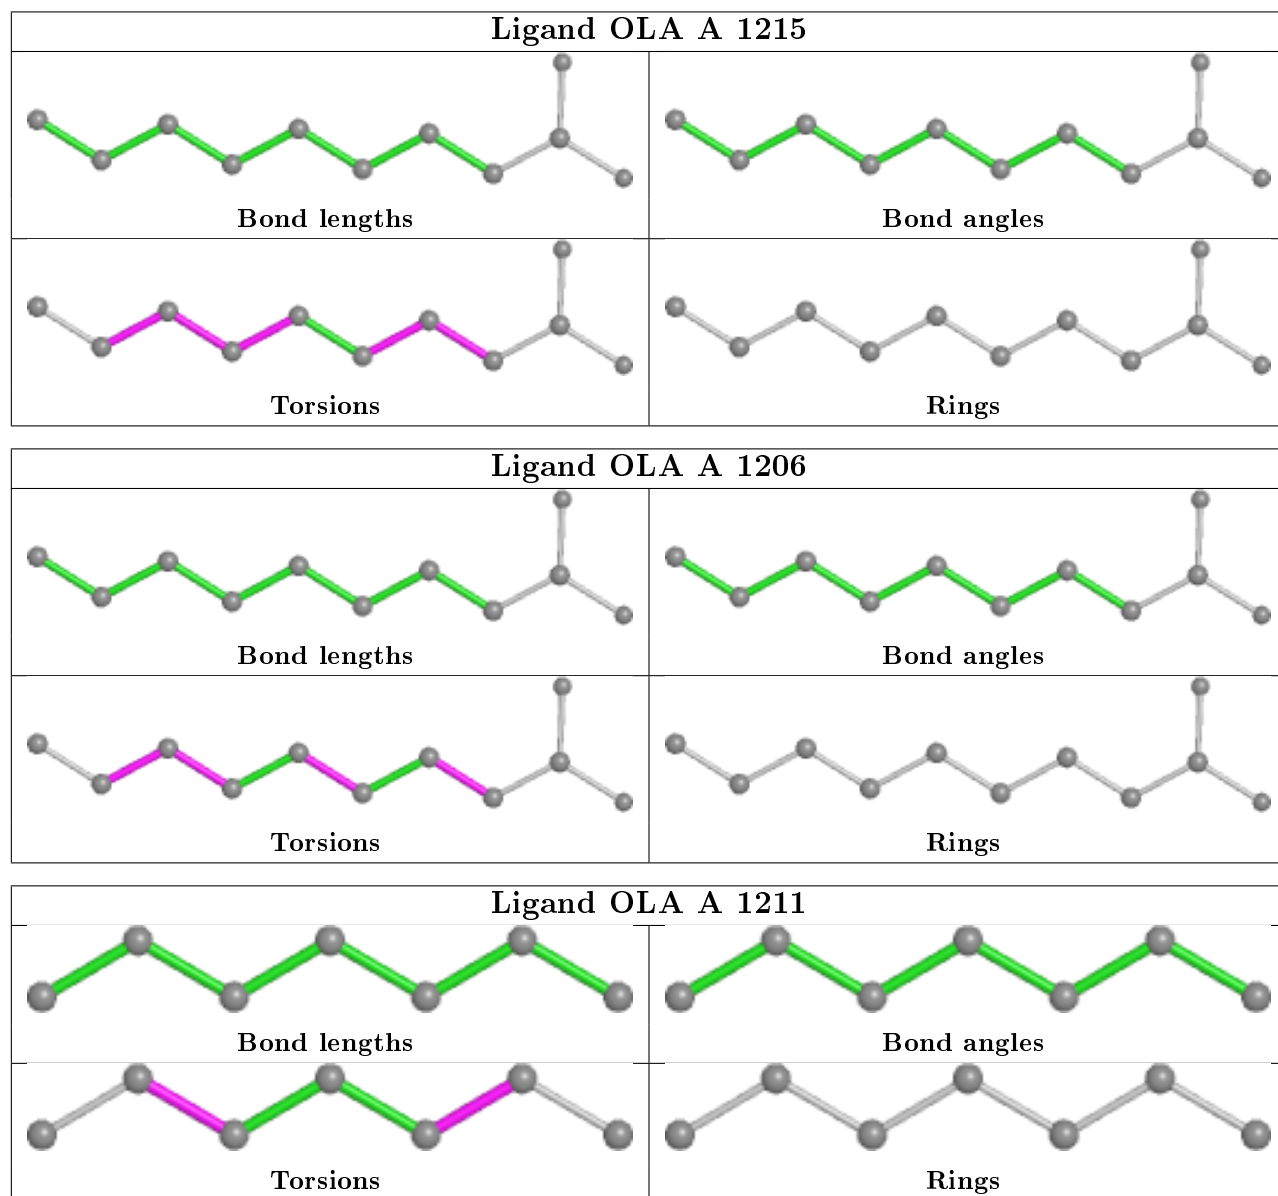 Ligand OLA A 1215
Bond lengths
Bond angles
Torsions
Rings
Ligand OLA A 1206
Bond lengths
Bond angles
Torsions
Rings
Ligand OLA A 1211
Bond lengths
Bond angles
Torsions
Rings